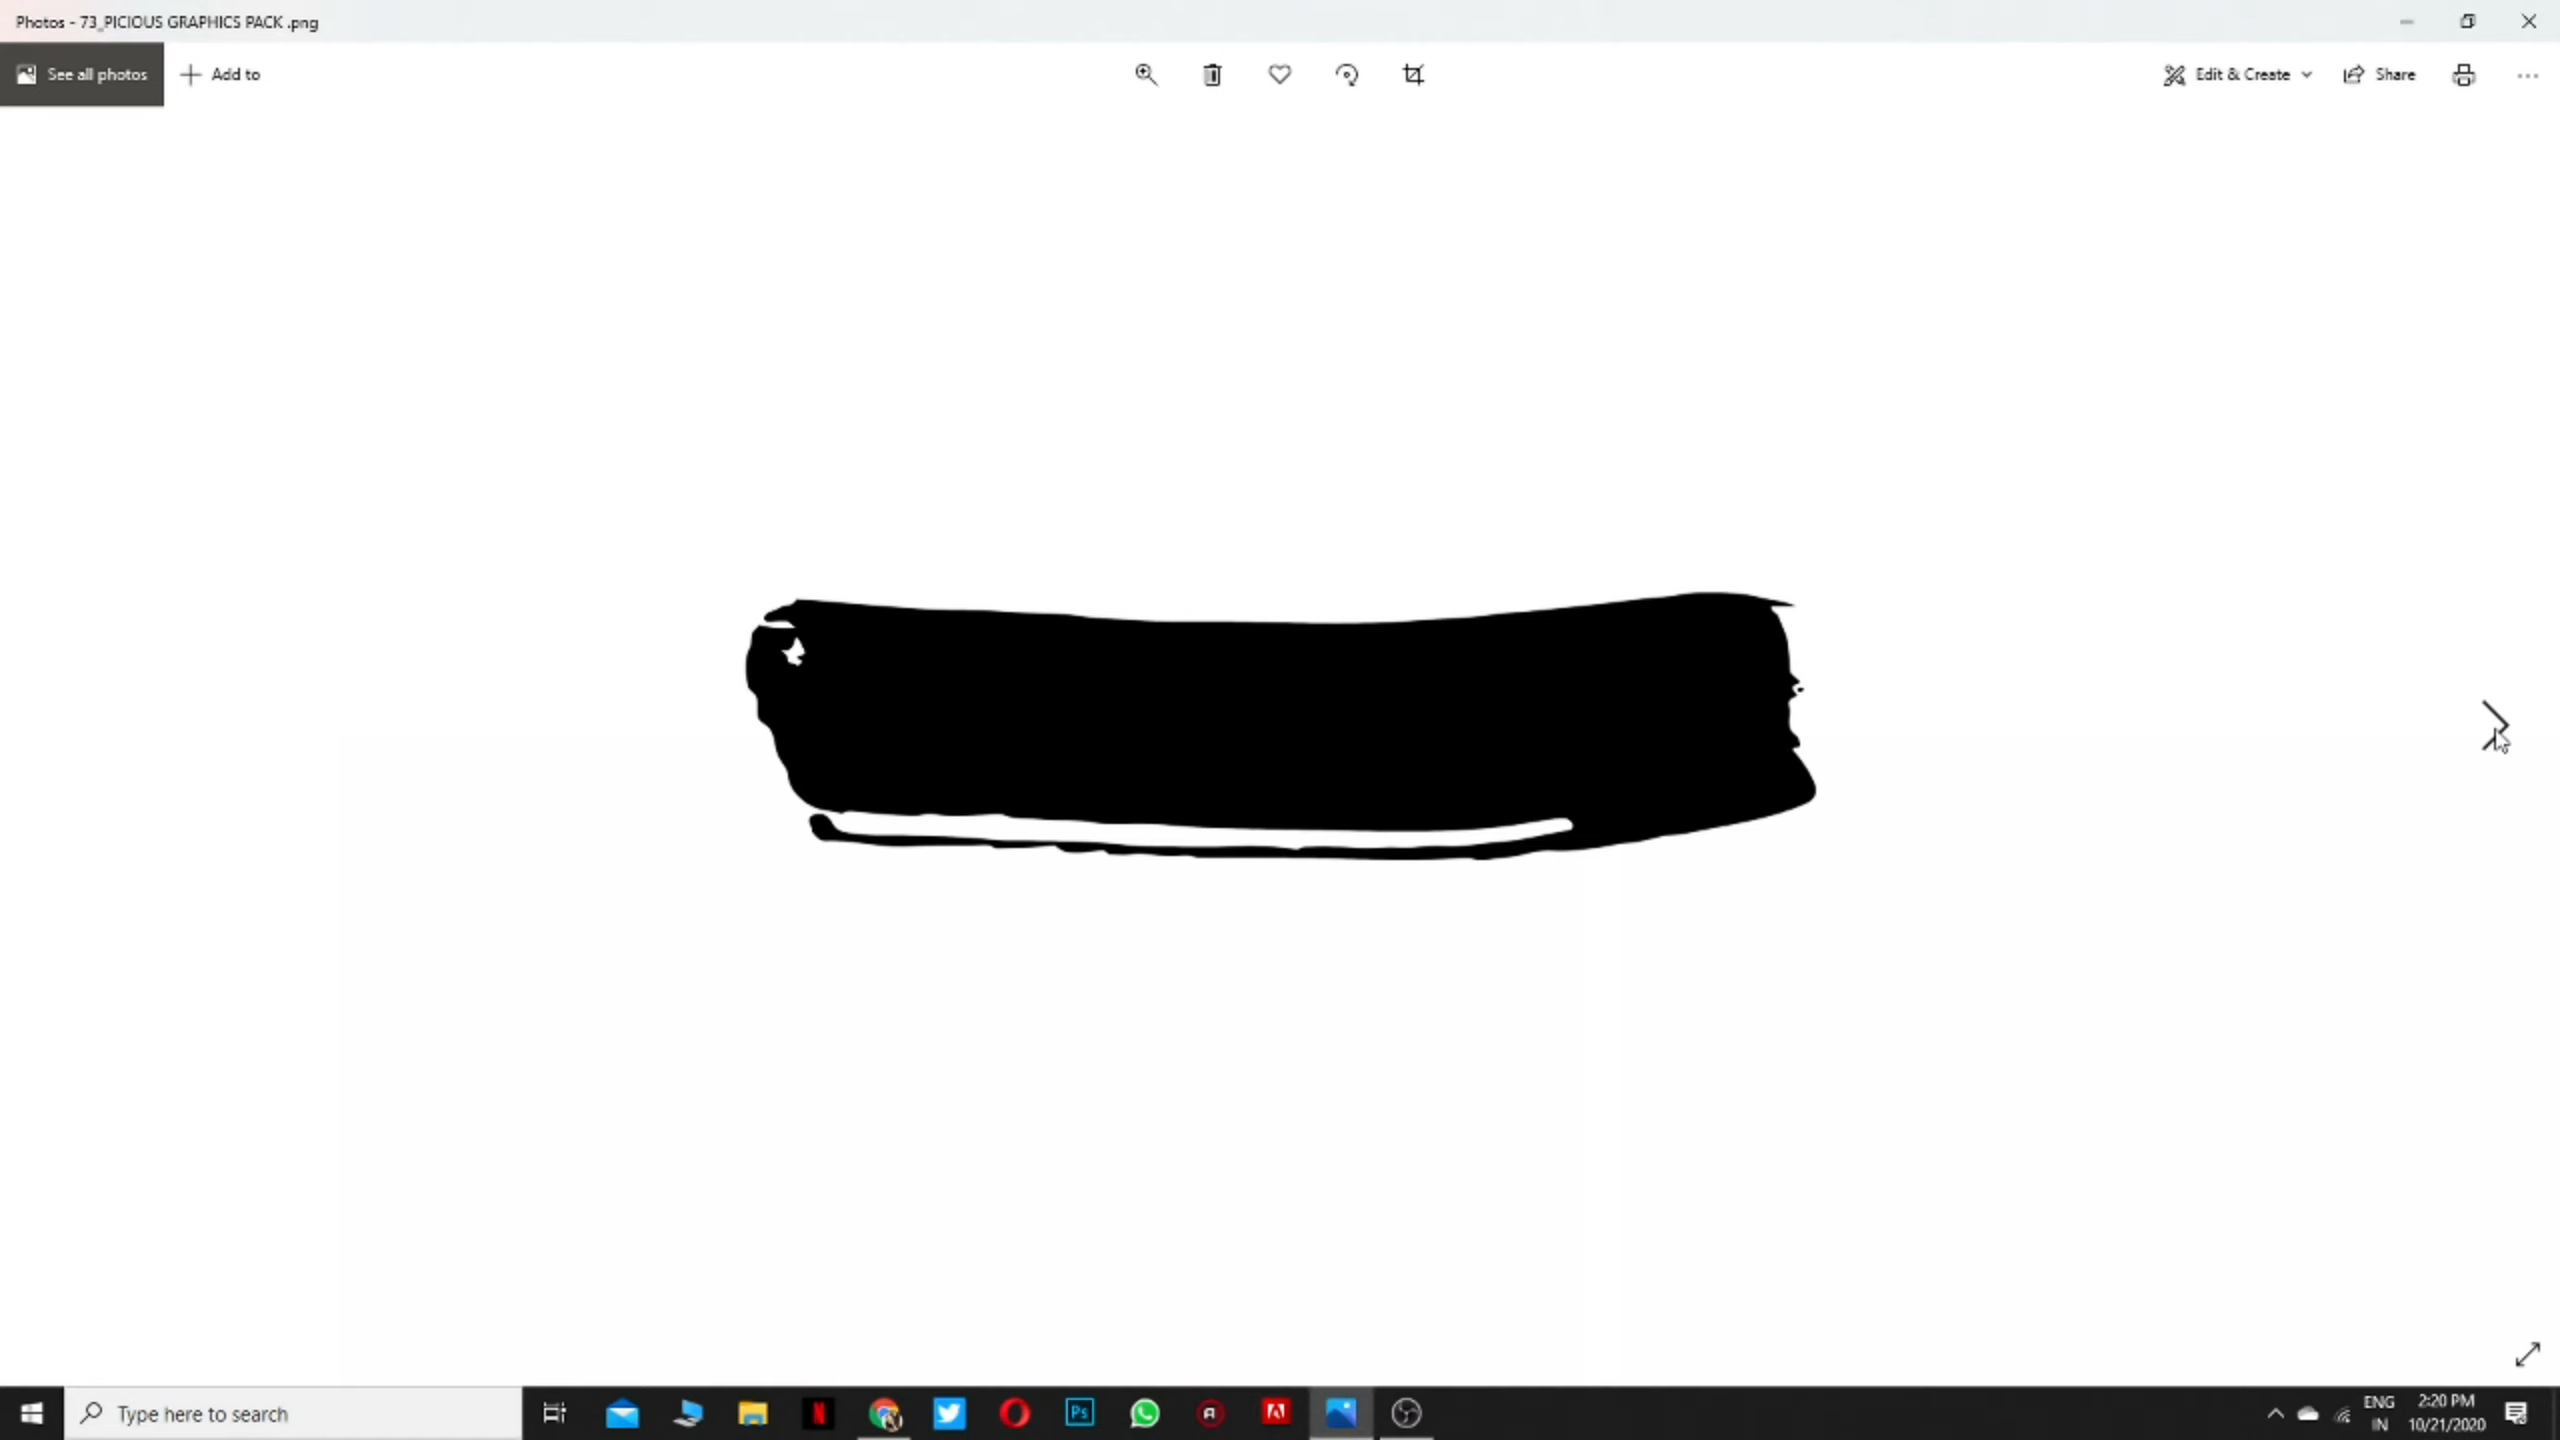 Photos - 73_PICIOUS GRAPHICS PACK .png
See all photos
Add to
Edit & Create
Share
Type here to search
Ps
ENG
IN
2:20 PM
10/21/2020